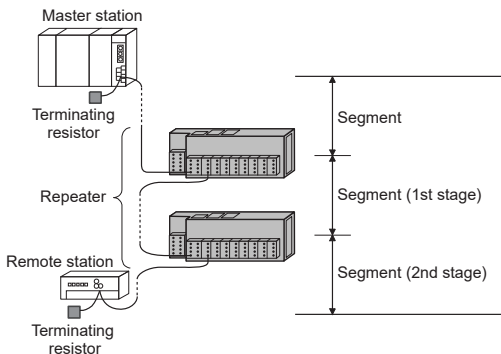 Master station
Terminating
resistor
Segment
Repeater
Segment (1st stage)
Remote station
Segment (2nd stage)
Terminating
resistor